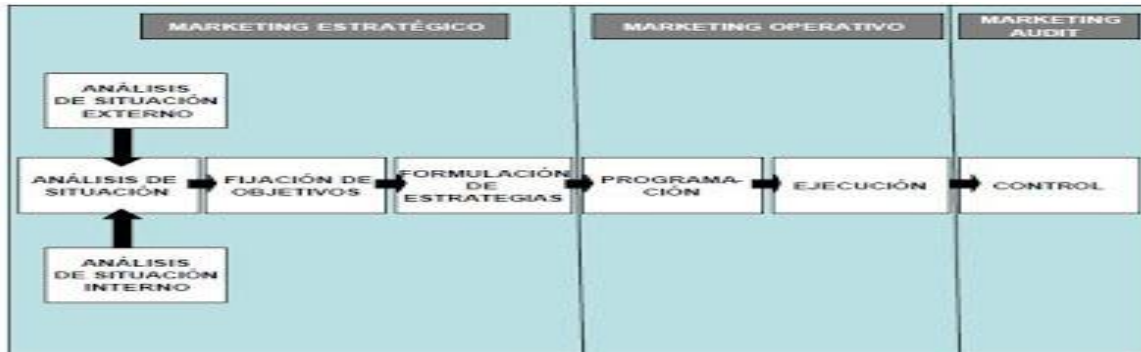 MARKETING ESTRATÉGICO
MARKETING OPERATIVO
MARKETING
AUDIT
ANÁLISIS
DE SITUACIÓN
EXTERNO
ANÁLISIS DE
SITUACIÓN
FIJACIÓN DE
OBJETIVOS
FORMULACIÓN
DE
ESTRATEGIAS
PROGRAMA-
CIÓN
EJECUCIÓN
CONTROL
ANÁLISIS
DE SITUACIÓN
INTERNO